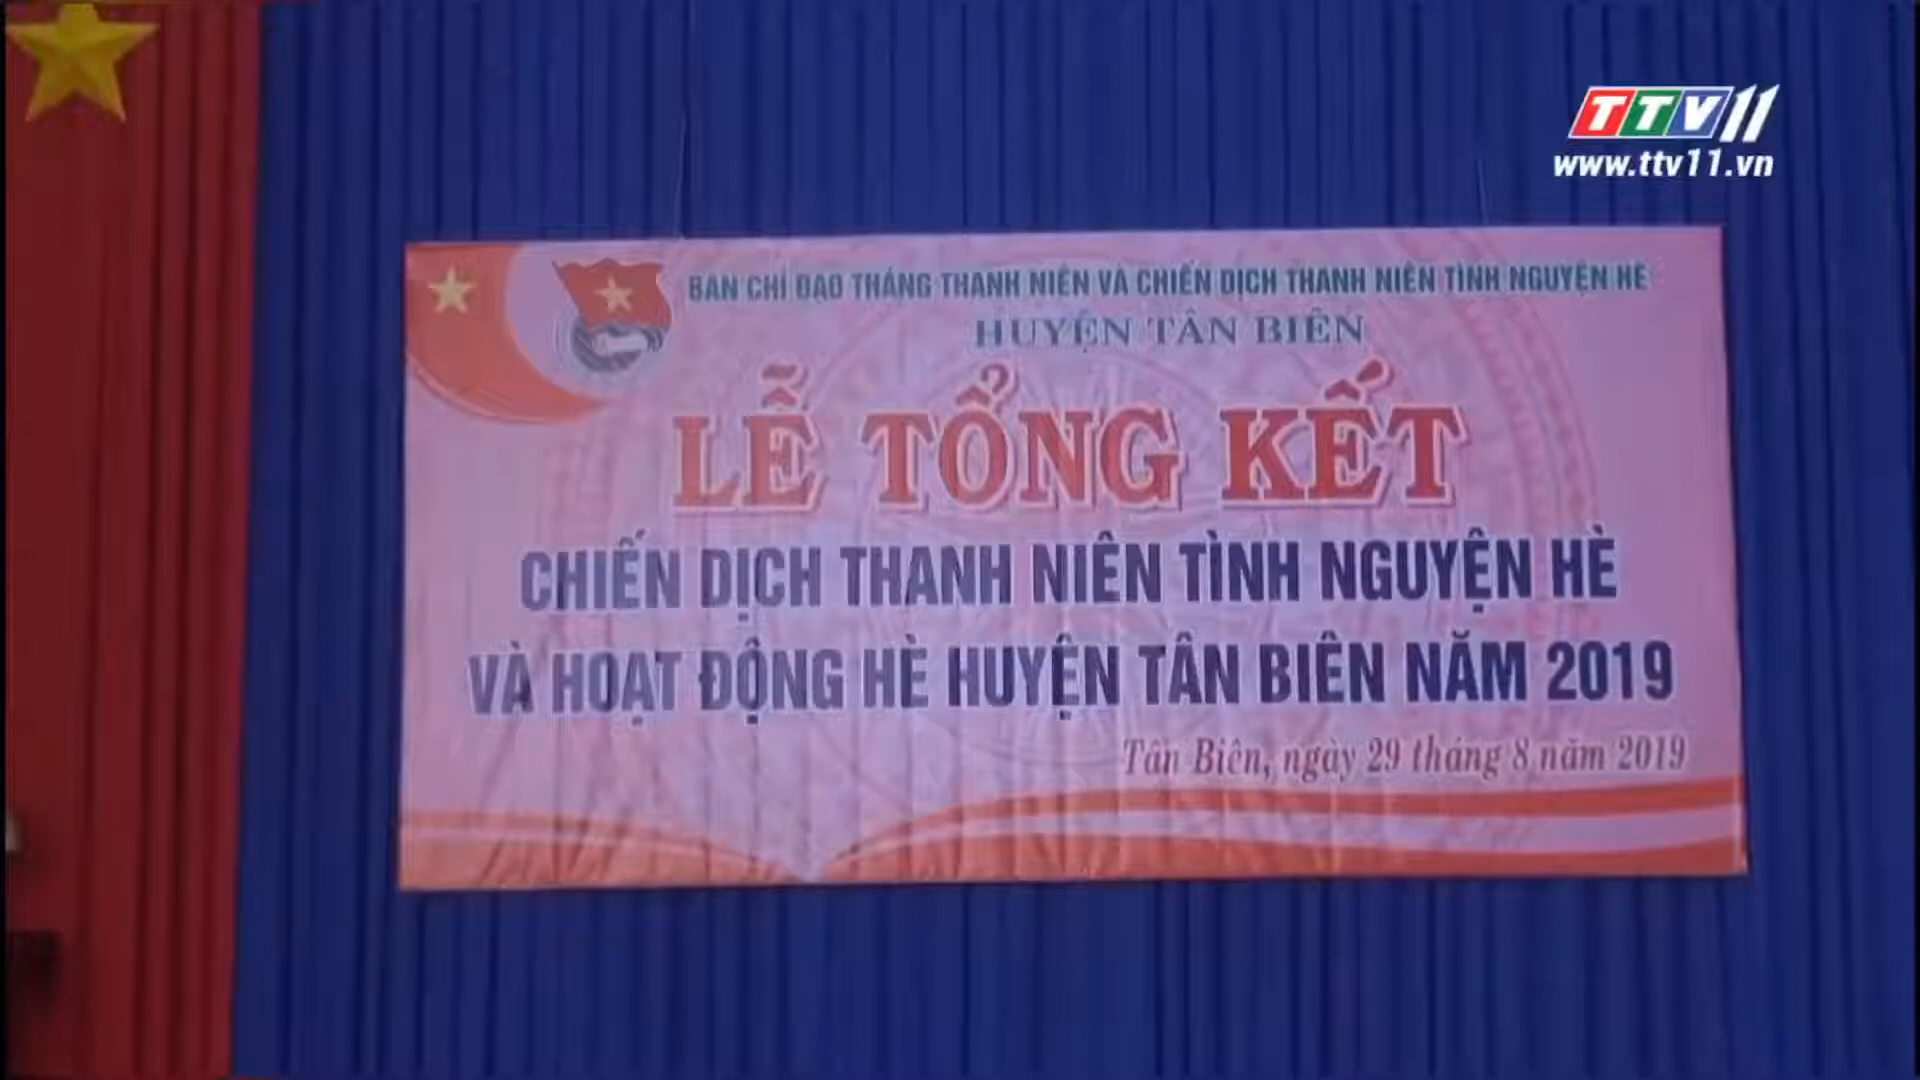 TTV11
www.ttv11.vn
BAN CHỈ ĐẠO THÁNG THANH NIÊN VÀ CHIẾN DỊCH THANH NIÊN TÌNH NGUYỆN HÈ
HUYỆN TÂN BIÊN
LỄ TỔNG KẾT
CHIẾN DỊCH THANH NIÊN TÌNH NGUYỆN HÈ
VÀ HOẠT ĐỘNG HÈ HUYỆN TÂN BIÊN NĂM 2019
Tân Biên, ngày 29 tháng 8 năm 2019